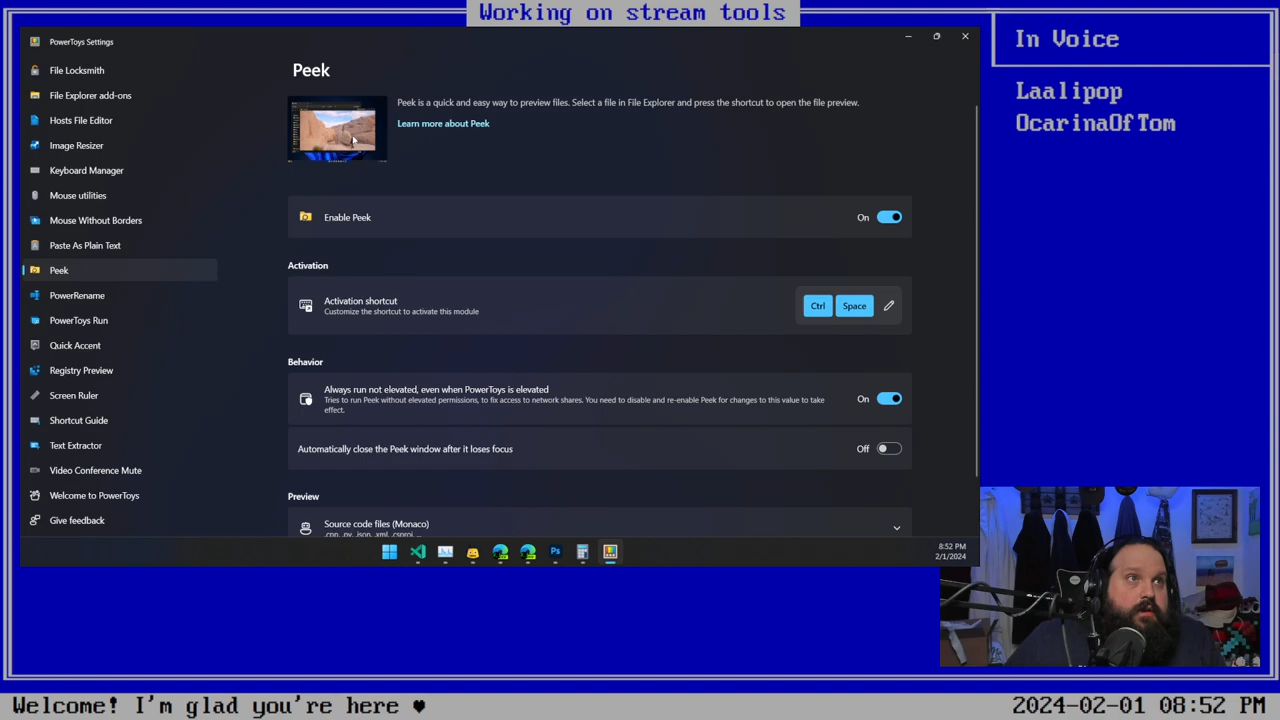 Working on stream tools
PowerToys Settings
File Locksmith
File Explorer add-ons
Hosts File Editor
Image Resizer
Keyboard Manager
Mouse utilities
Mouse Without Borders
Paste As Plain Text
Peek
PowerRename
PowerToys Run
Quick Accent
Registry Preview
Screen Ruler
Shortcut Guide
Text Extractor
Video Conference Mute
Welcome to PowerToys
Give feedback
Peek
Peek is a quick and easy way to preview files. Select a file in File Explorer and press the shortcut to open the file preview.
Learn more about Peek
Enable Peek
On
Activation
Activation shortcut
Customize the shortcut to activate this module
Ctrl
Space
Behavior
Always run not elevated, even when PowerToys is elevated
Tries to run Peek without elevated permissions, to fix access to network shares. You need to disable and re-enable Peek for changes to this value to take
effect.
On
Automatically close the Peek window after it loses focus
Off
Preview
Source code files (Monaco)
.cpp, .py, .json, .xml, .csproj, ...
Ps
8:52 PM
2/1/2024
In Voice
Laalipop
OcarinaOfTom
Welcome! I'm glad you're here ♥
2024-02-01 08:52 PM